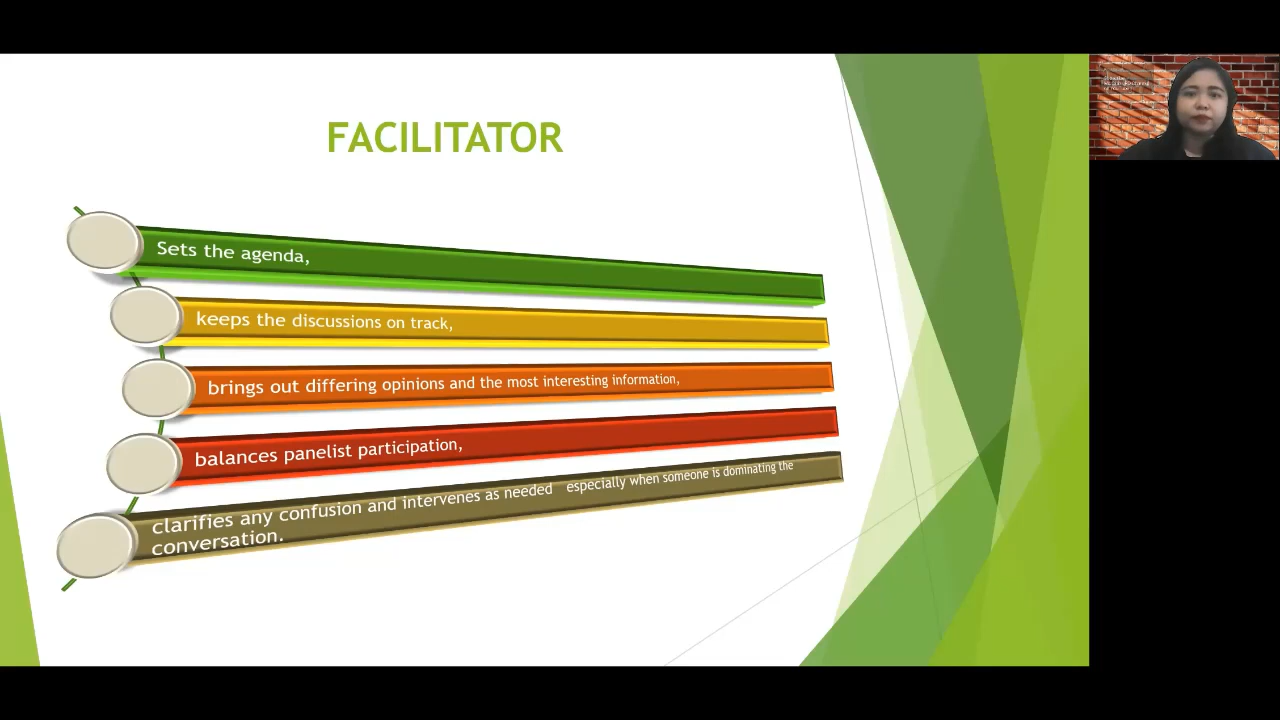 FACILITATOR
Sets the agenda,
keeps the discussions on track,
brings out differing opinions and the most interesting information,
balances panelist participation,
clarifies any confusion and intervenes as needed especially when someone is dominating the
conversation.